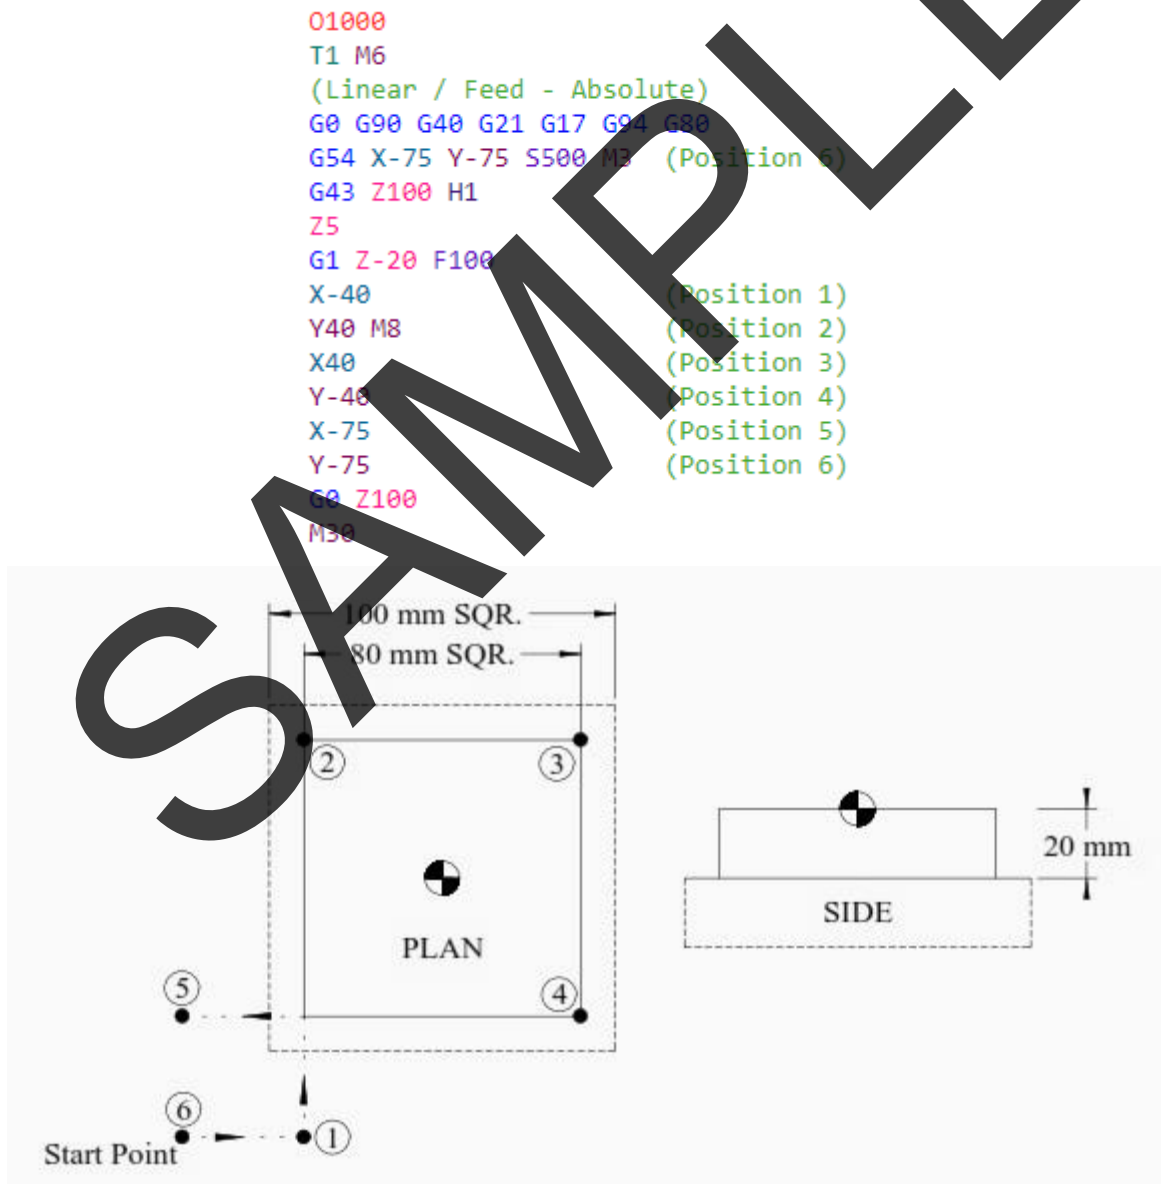 O1000
T1 M6
(Linear / Feed - Absolute)
G0 G90 G40 G21 G17 G94 G80
G54 X-75 Y-75 S500 M3 (Position 6)
G43 Z100 H1
Z5
G1 Z-20 F100
X-40 (Position 1)
Y40 M8 (Position 2)
X40 (Position 3)
Y-40 (Position 4)
X-75 (Position 5)
Y-75 (Position 6)
G0 Z100
M30
SAMPLE
100 mm SQR.
80 mm SQR.
2 3
20 mm
SIDE
PLAN
5 4
6
1
Start Point